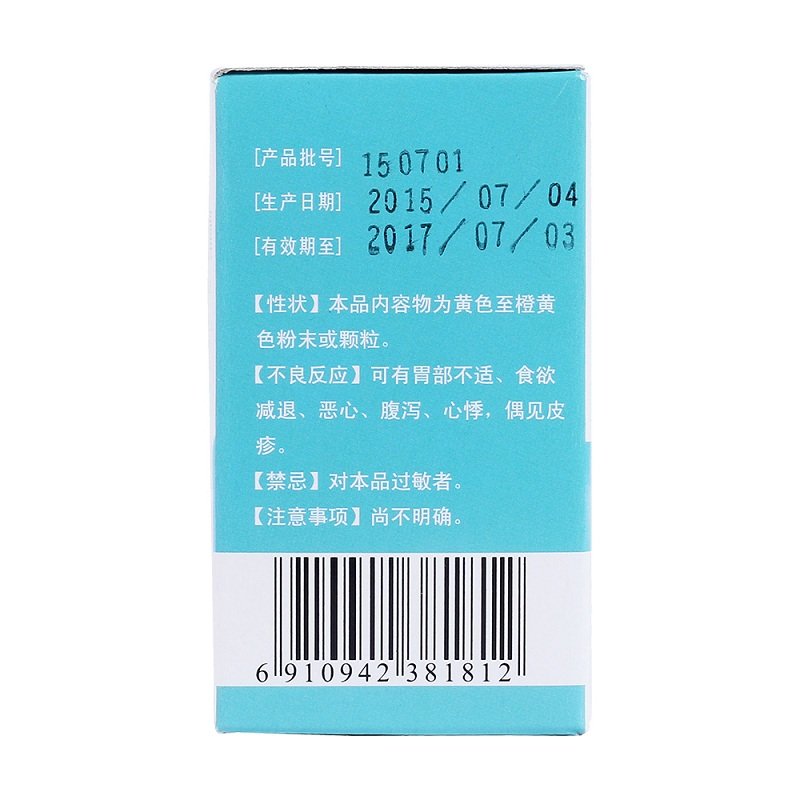 [产品批号] 150701
[生产日期] 2015/07/04
[有效期至] 2017/07/03
【性状】本品内容物为黄色至橙黄
色粉末或颗粒。
【不良反应】可有胃部不适、食欲
减退、恶心、腹泻、心悸，偶见皮
疹。
【禁忌】对本品过敏者。
【注意事项】尚不明确。
6 910942 381812